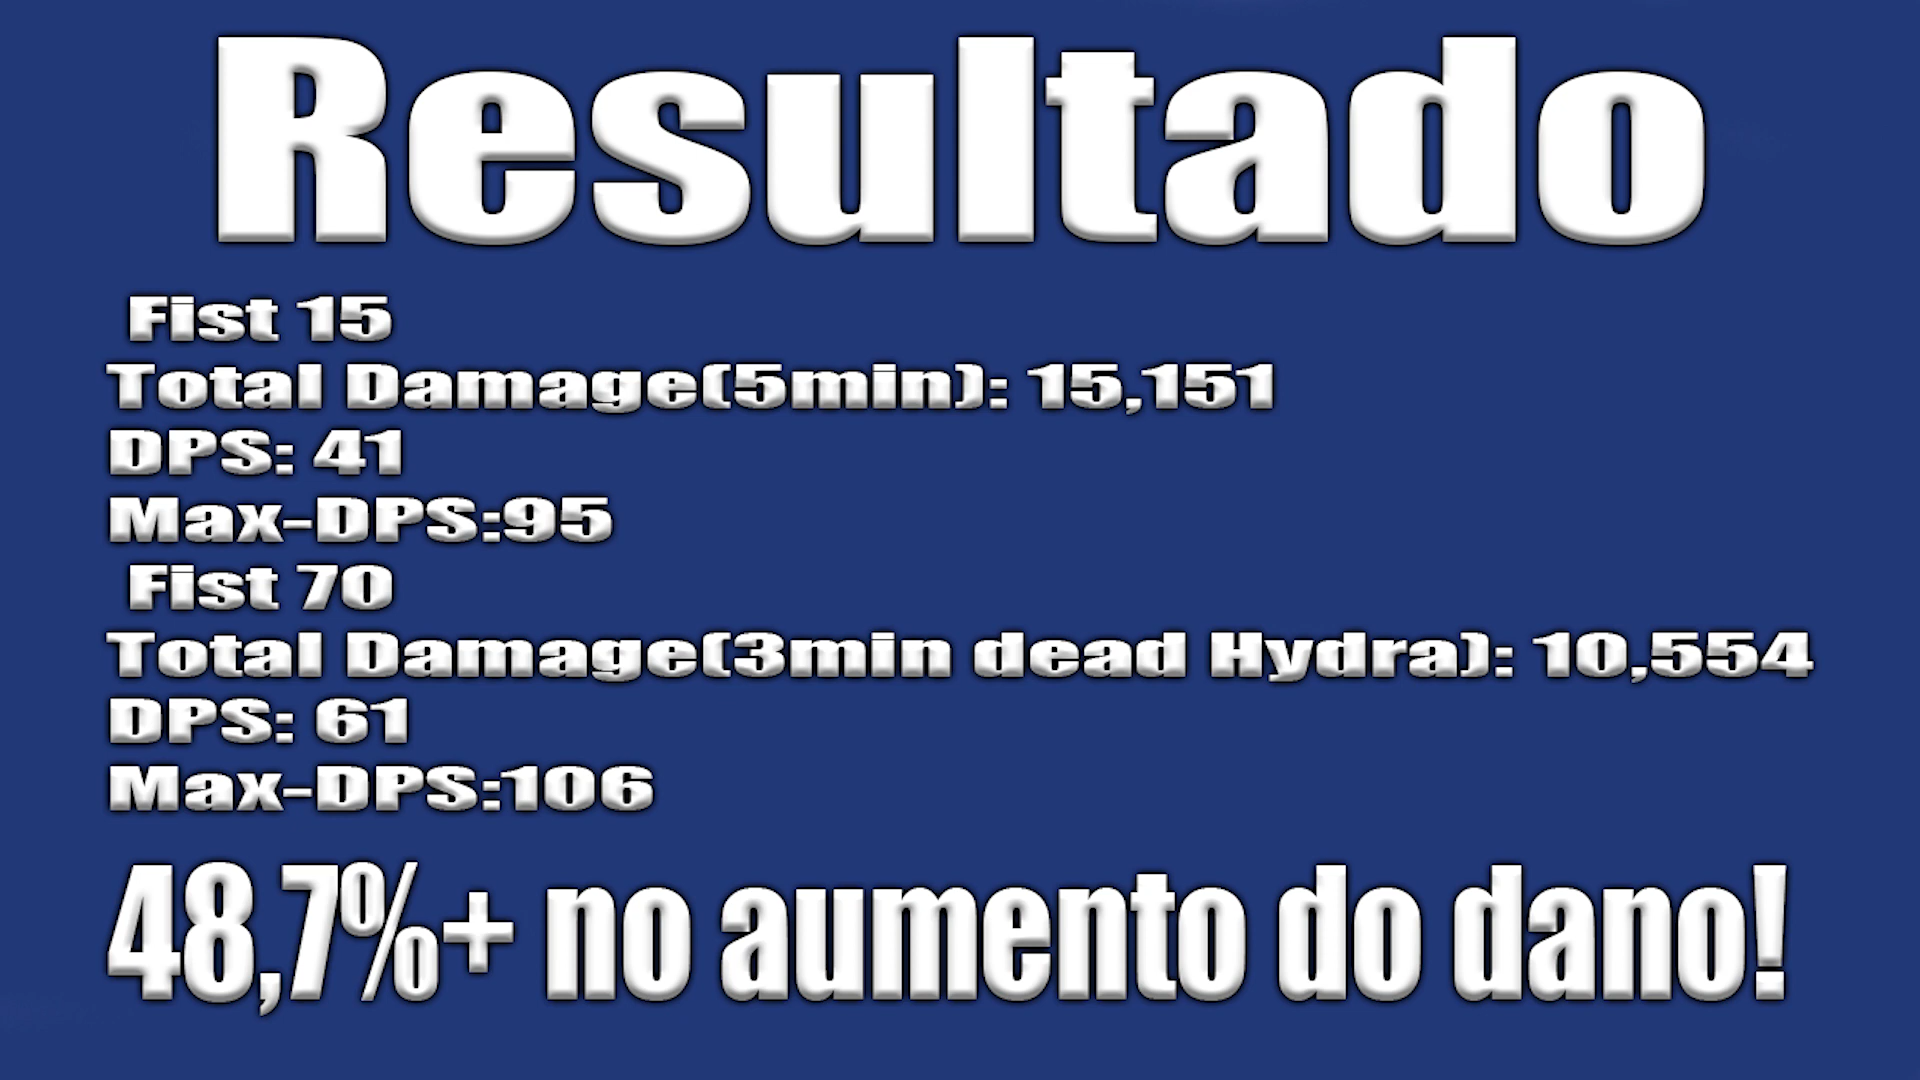 Resultado
Fist 15
Total Damage(5min): 15,151
DPS: 41
Max-DPS:95
Fist 70
Total Damage(3min dead Hydra): 10,554
DPS: 61
Max-DPS:106
48,7%+ no aumento do dano!